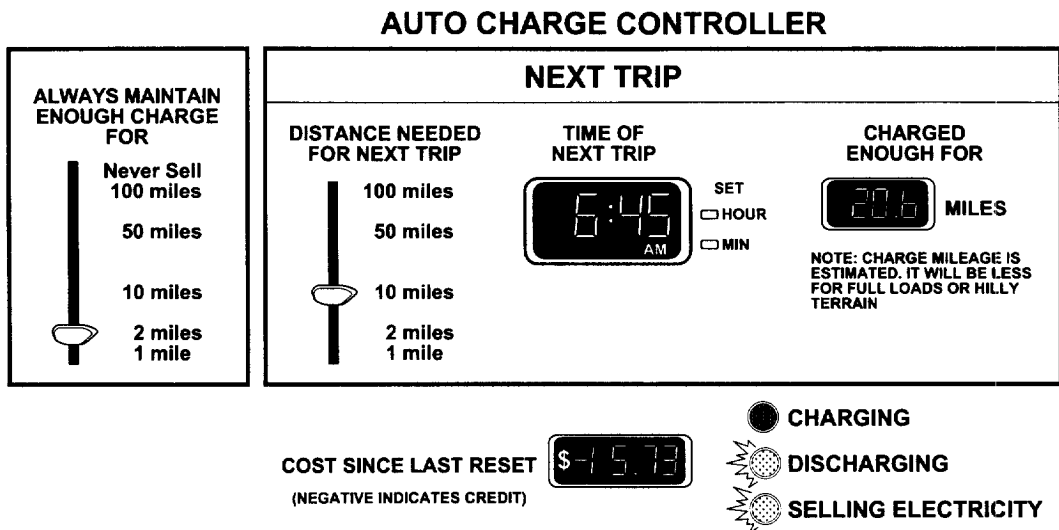 AUTO CHARGE CONTROLLER
ALWAYS MAINTAIN
ENOUGH CHARGE
FOR
Never Sell
100 miles
50 miles
10 miles
2 miles
1 mile
NEXT TRIP
DISTANCE NEEDED
FOR NEXT TRIP
100 miles
50 miles
10 miles
2 miles
1 mile
TIME OF
NEXT TRIP
6:45
AM
SET
HOUR
MIN
CHARGED
ENOUGH FOR
20.6 MILES
NOTE: CHARGE MILEAGE IS
ESTIMATED. IT WILL BE LESS
FOR FULL LOADS OR HILLY
TERRAIN
COST SINCE LAST RESET
(NEGATIVE INDICATES CREDIT)
$-15.73
CHARGING
DISCHARGING
SELLING ELECTRICITY